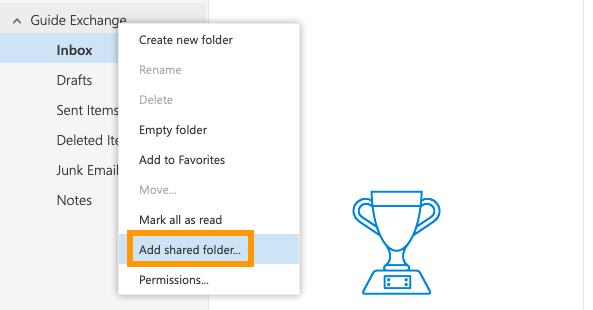 Guide Exchange
Inbox
Drafts
Sent Items
Deleted Ite
Junk Email
Notes
Create new folder
Rename
Delete
Empty folder
Add to Favorites
Move...
Mark all as read
Add shared folder...
Permissions...